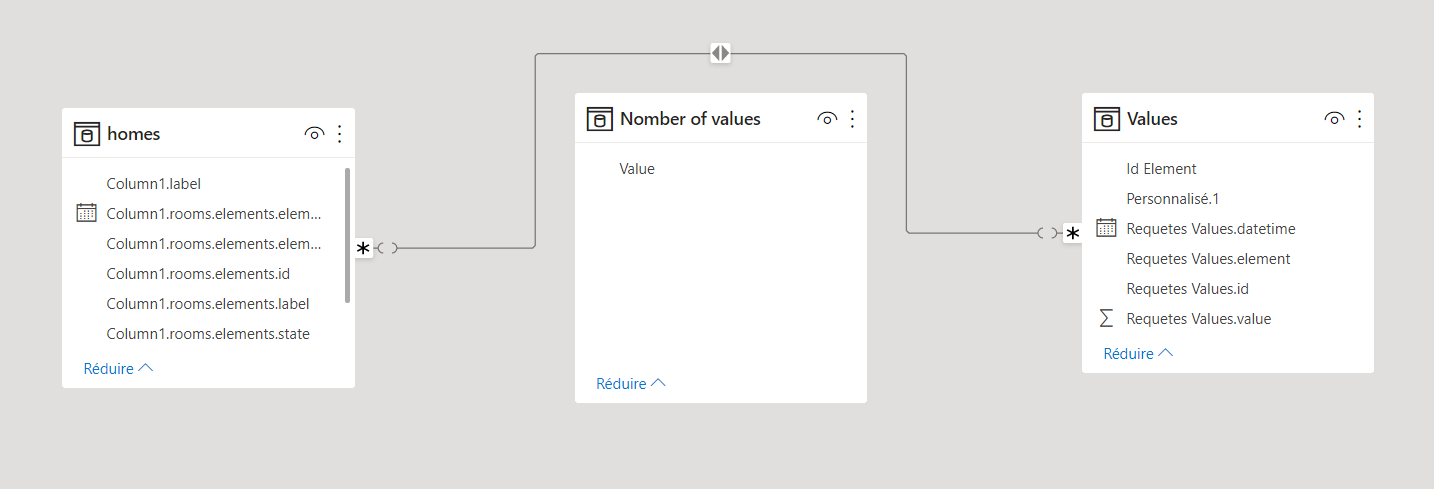 homes
Column1.label
Column1.rooms.elements.elem...
Column1.rooms.elements.elem...
Column1.rooms.elements.id
Column1.rooms.elements.label
Column1.rooms.elements.state
Réduire
Nomber of values
Value
Réduire
Values
Id Element
Personnalisé.1
Requetes Values.datetime
Requetes Values.element
Requetes Values.id
Requetes Values.value
Réduire